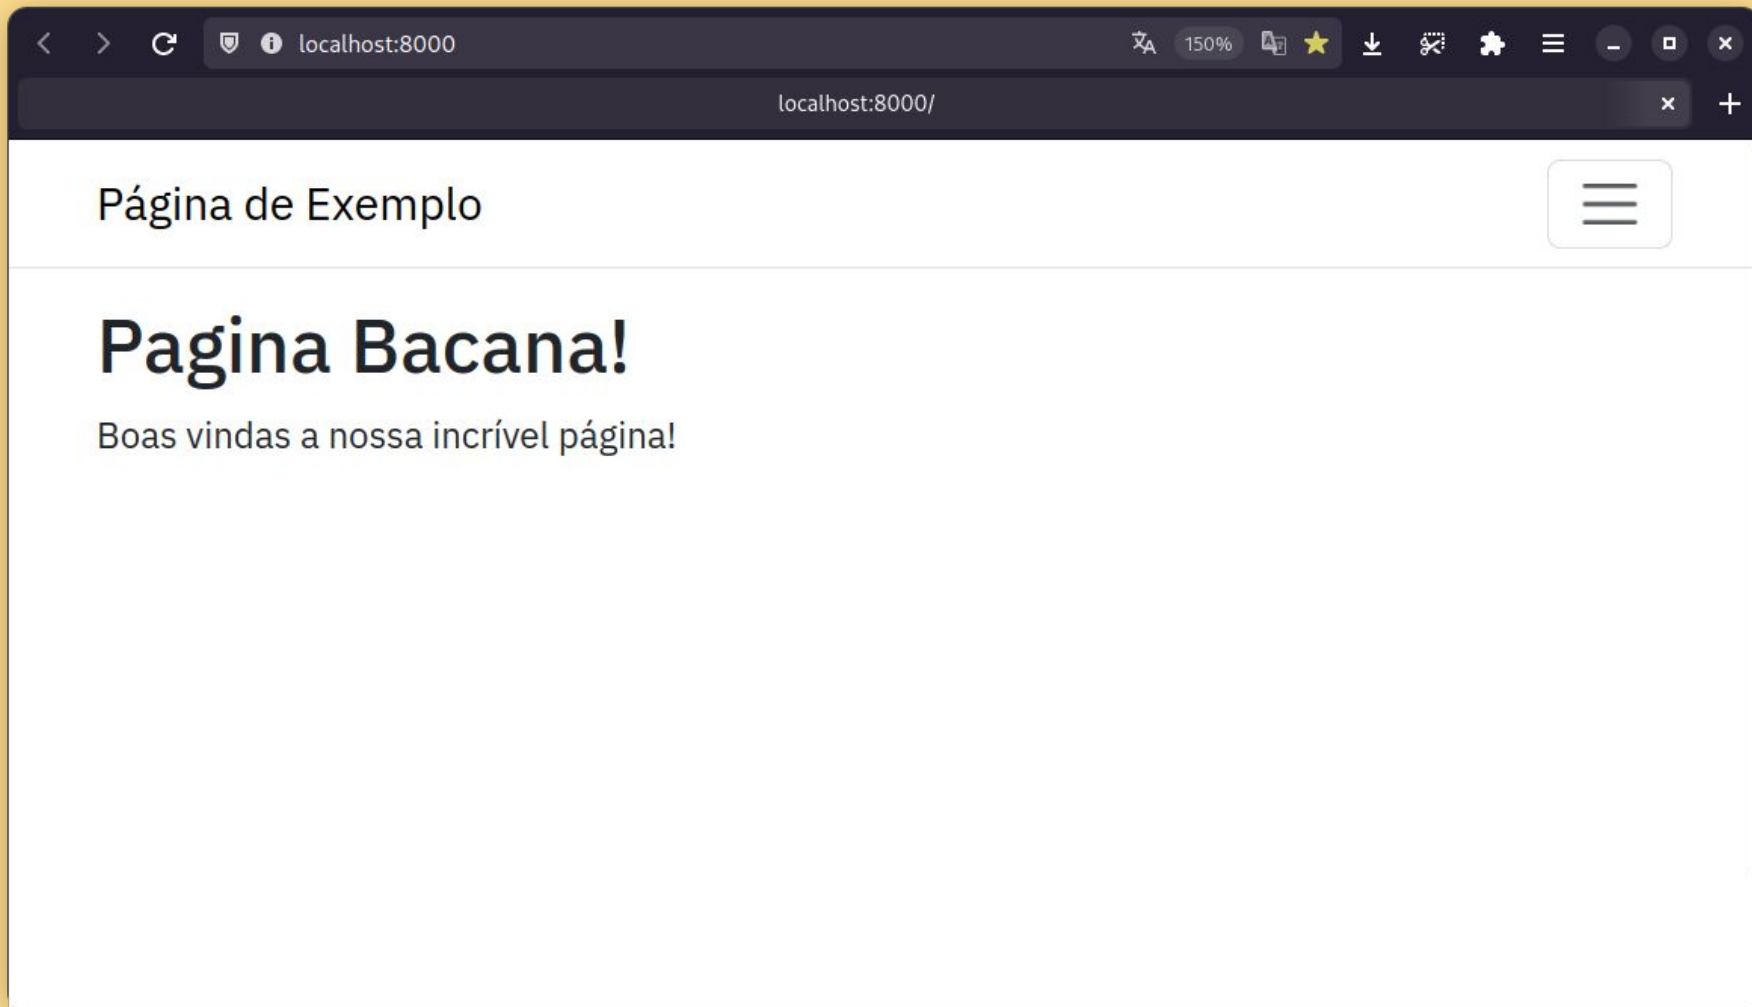 localhost:8000
150%
localhost:8000/
Página de Exemplo
Pagina Bacana!
Boas vindas a nossa incrível página!